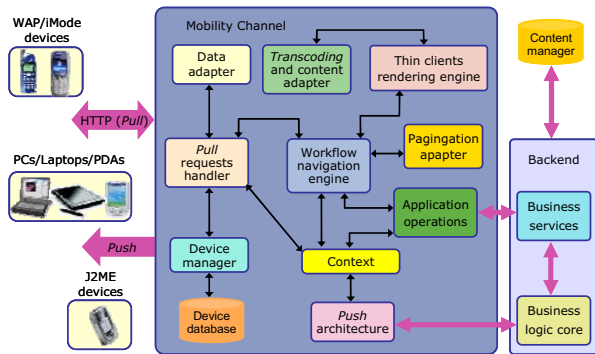 WAP/iMode
devices
Mobility Channel
Content
manager
Data
adapter
Transcoding
and content
adapter
Thin clients
rendering engine
HTTP (Pull)
Pull
requests
handler
Workflow
navigation
engine
Pagingation
apapter
Backend
PCs/Laptops/PDAs
Application
operations
Business
services
Push
Device
manager
Context
J2ME
devices
Device
database
Push
architecture
Business
logic core